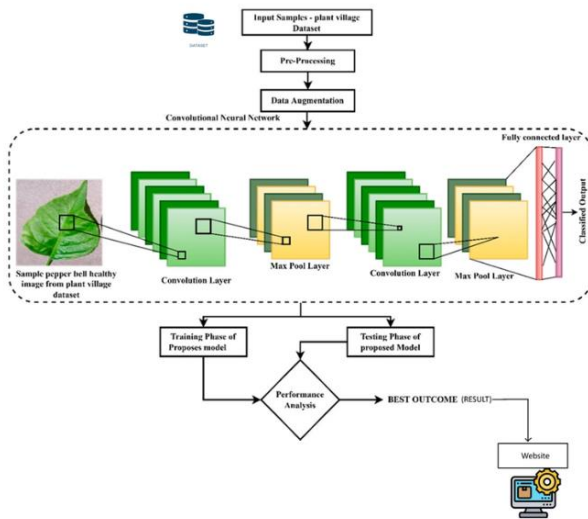 Input Samples - plant village
Dataset
DATASET
Pre-Processing
Data Augmentation
Convolutional Neural Network
Fully connected layer
Classified Output
Sample pepper bell healthy
image from plant village
dataset
Convolution Layer
Max Pool Layer
Convolution Layer
Max Pool Layer
Training Phase of
Proposes model
Testing Phase of
proposed Model
Performance
Analysis
BEST OUTCOME (RESULT)
Website